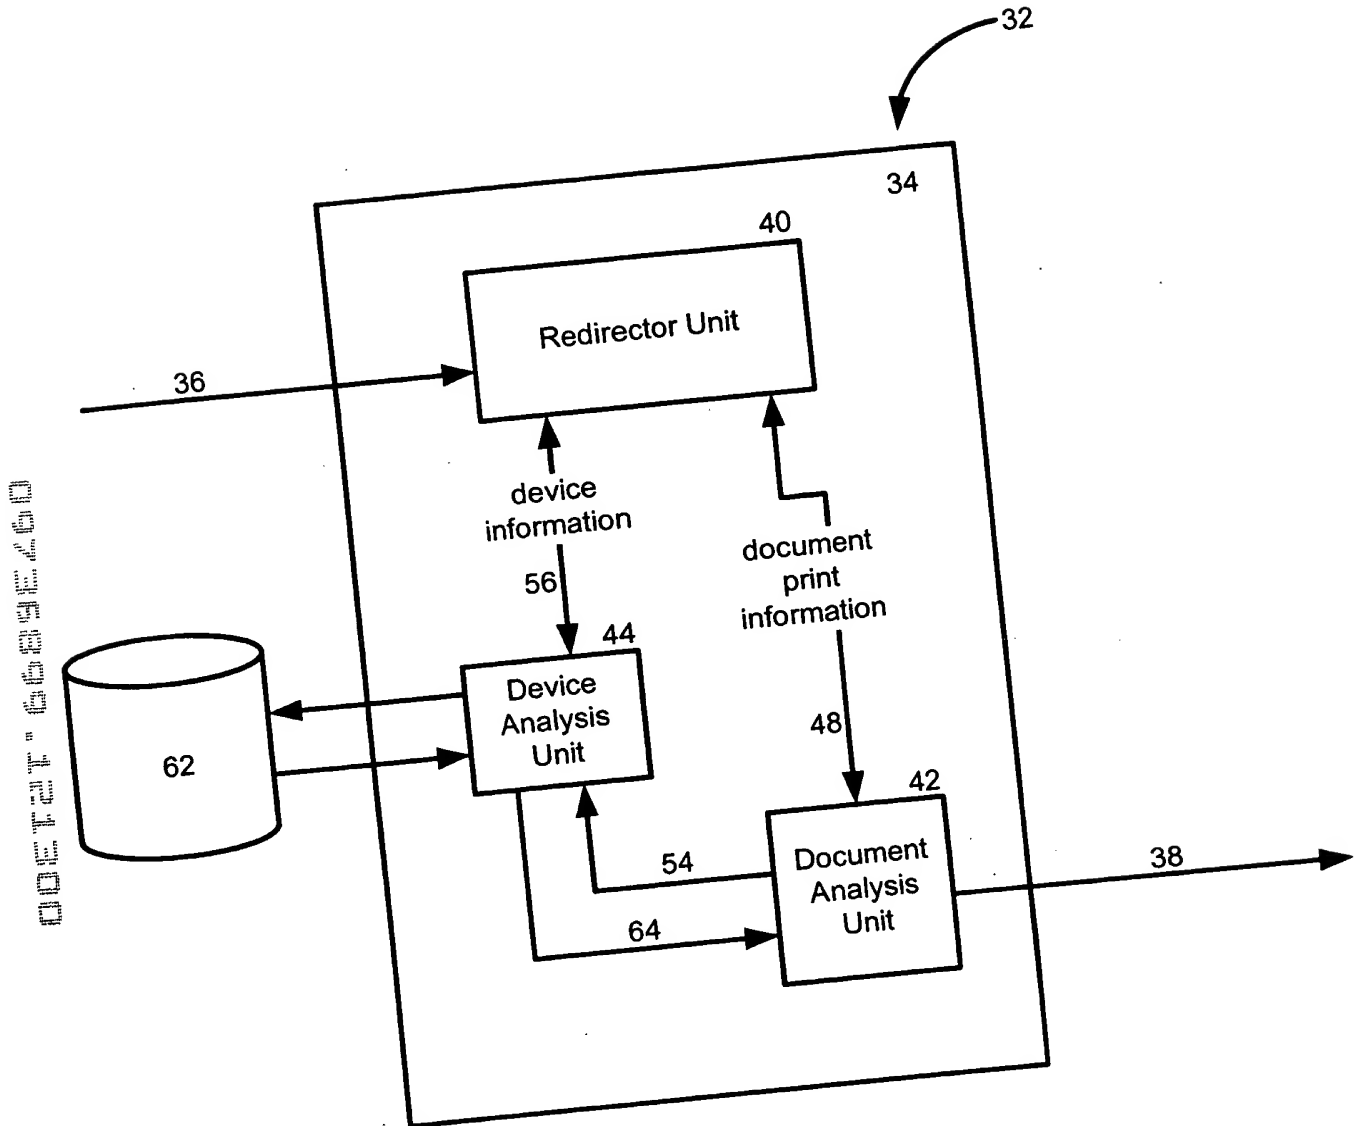 32
34
40
Redirector Unit
36
device
information
56
document
print
information
48
44
Device
Analysis
Unit
62
42
Document
Analysis
Unit
54
64
38
09736899.121300